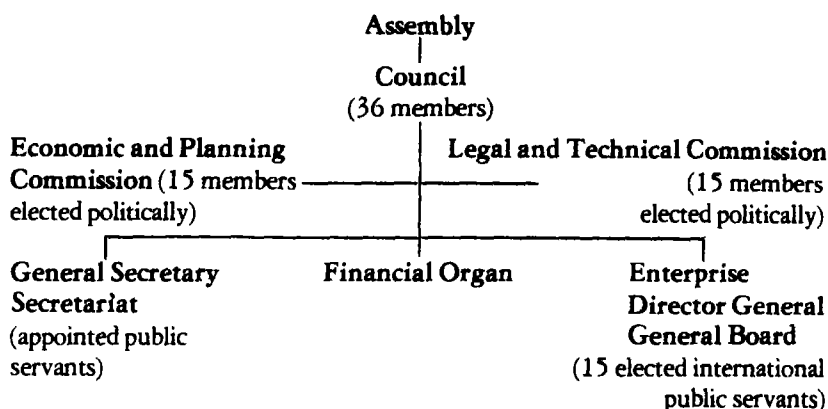 Assembly
Council
(36 members)
Economic and Planning
Commission (15 members
elected politically)
Legal and Technical Commission
(15 members
elected politically)
General Secretary
Secretariat
(appointed public
servants)
Financial Organ
Enterprise
Director General
General Board
(15 elected international
public servants)